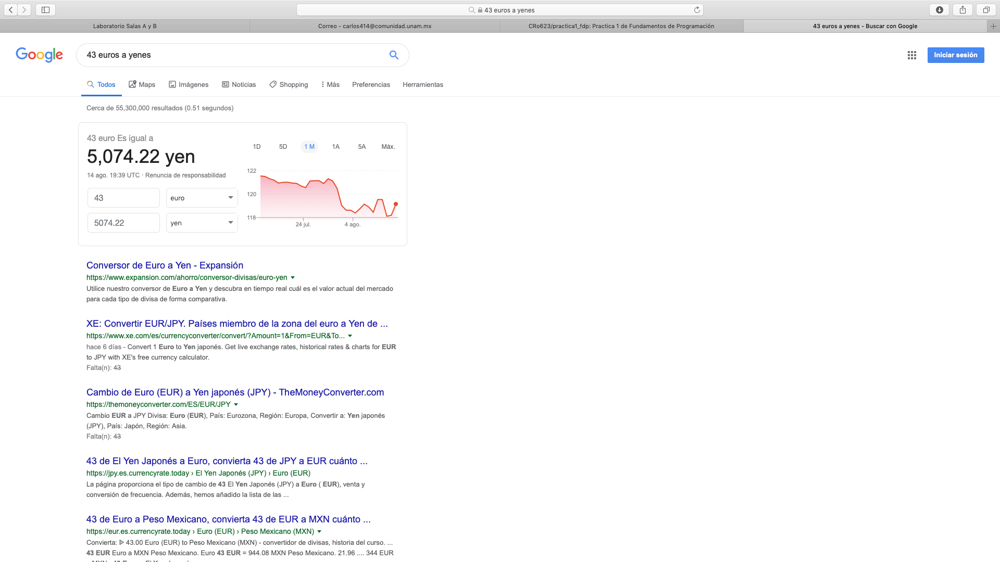 43 euros a yenes
Laboratorio Salas A y B
Correo - carlos414@comunidad.unam.mx
CRo623/practica1_fdp: Practica 1 de Fundamentos de Programación
43 euros a yenes - Buscar con Google
Google
43 euros a yenes
Iniciar sesión
Todos Maps Imágenes Noticias Shopping Más Preferencias Herramientas
Cerca de 55,300,000 resultados (0.51 segundos)
43 euro Es igual a
5,074.22 yen
14 ago. 19:39 UTC · Renuncia de responsabilidad
43 euro
5074.22 yen
1D 5D 1 M 1A 5A Máx.
122
120
118
24 jul. 4 ago.
Conversor de Euro a Yen - Expansión
https://www.expansion.com/ahorro/conversor-divisas/euro-yen
Utilice nuestro conversor de Euro a Yen y descubra en tiempo real cuál es el valor actual del mercado
para cada tipo de divisa de forma comparativa.
XE: Convertir EUR/JPY. Países miembro de la zona del euro a Yen de ...
https://www.xe.com/es/currencyconverter/convert/?Amount=1&From=EUR&To...
hace 6 días - Convert 1 Euro to Yen japonés. Get live exchange rates, historical rates & charts for EUR
to JPY with XE's free currency calculator.
Falta(n): 43
Cambio de Euro (EUR) a Yen japonés (JPY) - TheMoneyConverter.com
https://themoneyconverter.com/ES/EUR/JPY
Cambio EUR a JPY Divisa: Euro (EUR), País: Eurozona, Región: Europa, Convertir a: Yen japonés
(JPY), País: Japón, Región: Asia.
Falta(n): 43
43 de El Yen Japonés a Euro, convierta 43 de JPY a EUR cuánto ...
https://jpy.es.currencyrate.today › El Yen Japonés (JPY) › Euro (EUR)
La página proporciona el tipo de cambio de 43 El Yen Japonés (JPY) a Euro ( EUR), venta y
conversión de frecuencia. Además, hemos añadido la lista de las ...
43 de Euro a Peso Mexicano, convierta 43 de EUR a MXN cuánto ...
https://eur.es.currencyrate.today › Euro (EUR) › Peso Mexicano (MXN)
Convierta: ᐉ 43.00 Euro (EUR) to Peso Mexicano (MXN) - convertidor de divisas, historia del curso. ...
43 EUR Euro a MXN Peso Mexicano. Euro 43 EUR = 944.08 MXN Peso Mexicano. 21.96 .... 344 EUR